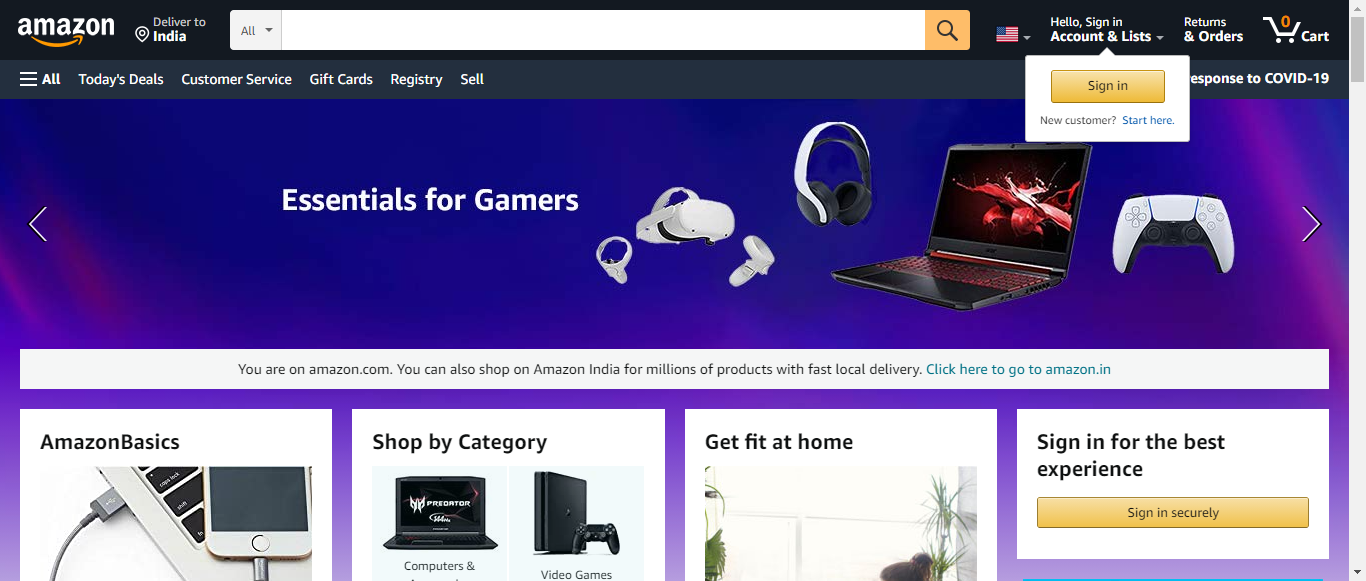 amazon
Deliver to
India
All
Hello, Sign in
Account & Lists
Returns
& Orders
0
Cart
All
Today's Deals
Customer Service
Gift Cards
Registry
Sell
response to COVID-19
Sign in
New customer? Start here.
Essentials for Gamers
You are on amazon.com. You can also shop on Amazon India for millions of products with fast local delivery. Click here to go to amazon.in
AmazonBasics
Shop by Category
Get fit at home
Sign in for the best
experience
Sign in securely
caps lock
shift
PREDATOR
Computers &
Video Games